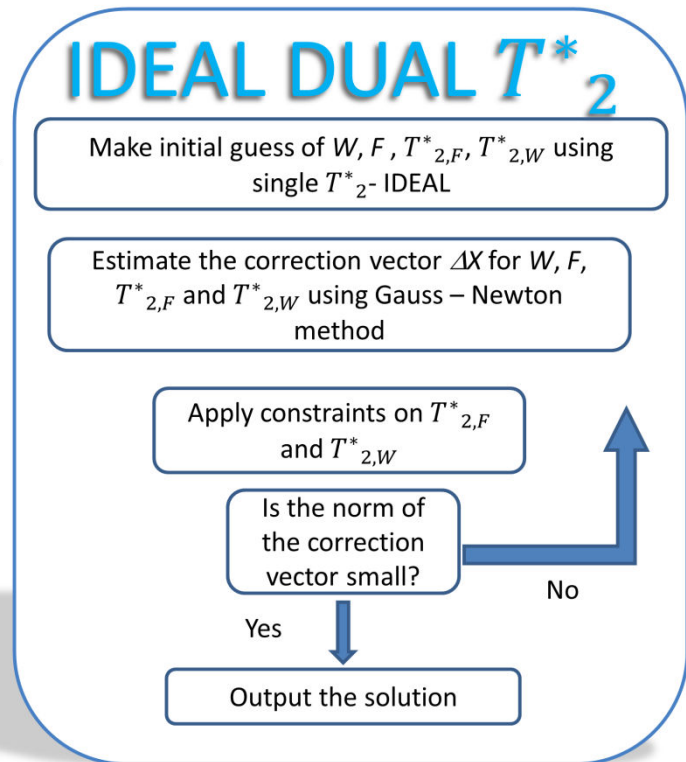 IDEAL DUAL T*₂
Make initial guess of W, F , T*₂,F, T*₂,W using
single T*₂- IDEAL
Estimate the correction vector ΔX for W, F,
T*₂,F and T*₂,W using Gauss – Newton
method
Apply constraints on T*₂,F
and T*₂,W
Is the norm of
the correction
vector small?
No
Yes
Output the solution